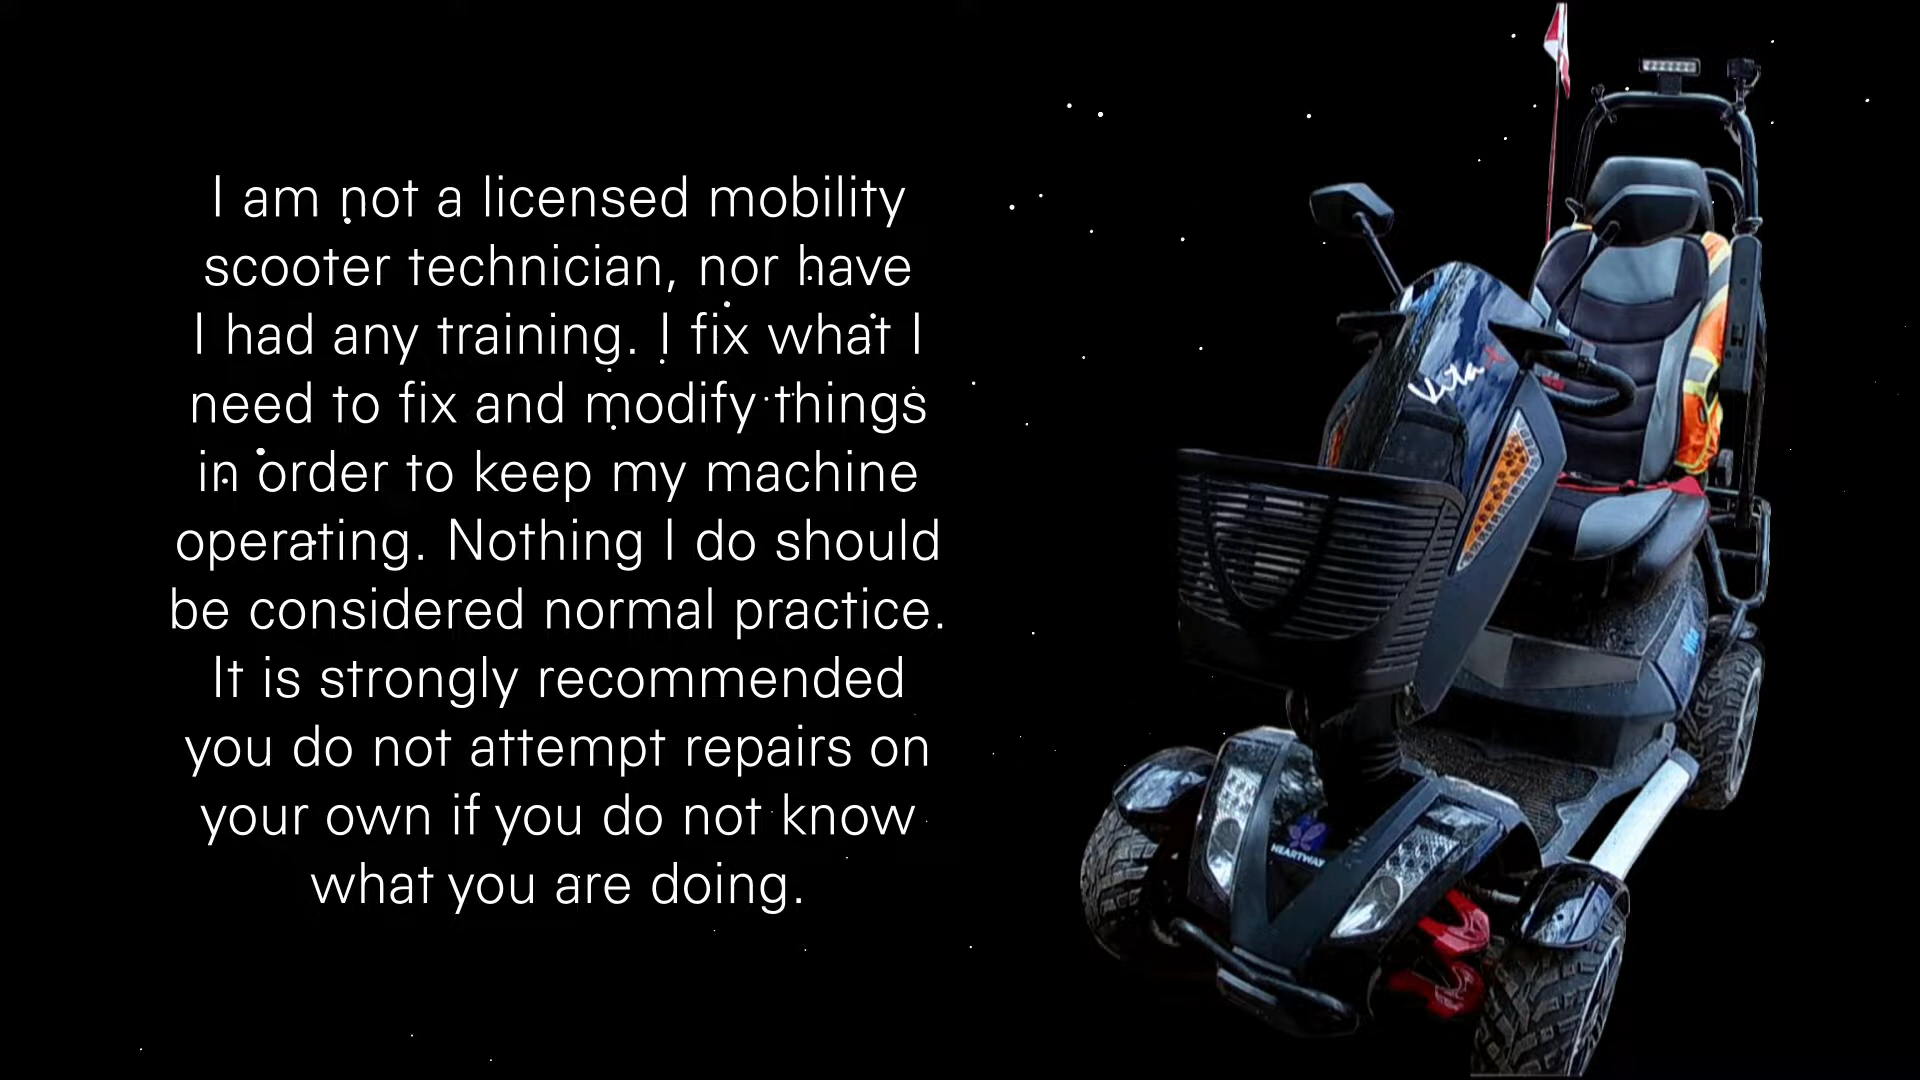 I am not a licensed mobility
scooter technician, nor have
I had any training. I fix what I
need to fix and modify things
in order to keep my machine
operating. Nothing I do should
be considered normal practice.
It is strongly recommended
you do not attempt repairs on
your own if you do not know
what you are doing.
Vita X
HEARTWAY